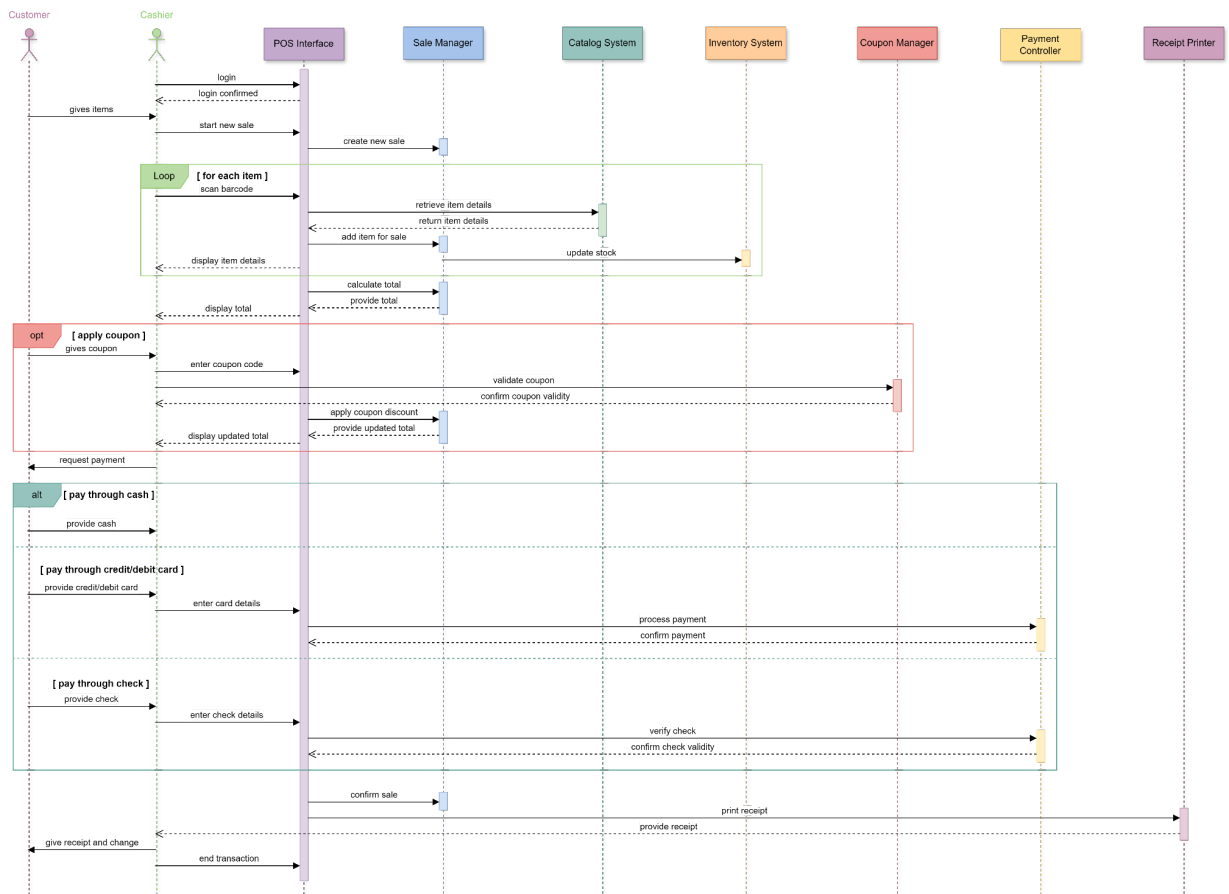 Customer
Cashier
POS Interface
Sale Manager
Catalog System
Inventory System
Coupon Manager
Payment
Controller
Receipt Printer
login
login confirmed
gives items
start new sale
create new sale
Loop
[ for each item ]
scan barcode
retrieve item details
return item details
add item for sale
update stock
display item details
calculate total
provide total
display total
opt
[ apply coupon ]
gives coupon
enter coupon code
validate coupon
confirm coupon validity
apply coupon discount
provide updated total
display updated total
request payment
alt
[ pay through cash ]
provide cash
[ pay through credit/debit card ]
provide credit/debit card
enter card details
process payment
confirm payment
[ pay through check ]
provide check
enter check details
verify check
confirm check validity
confirm sale
print receipt
provide receipt
give receipt and change
end transaction